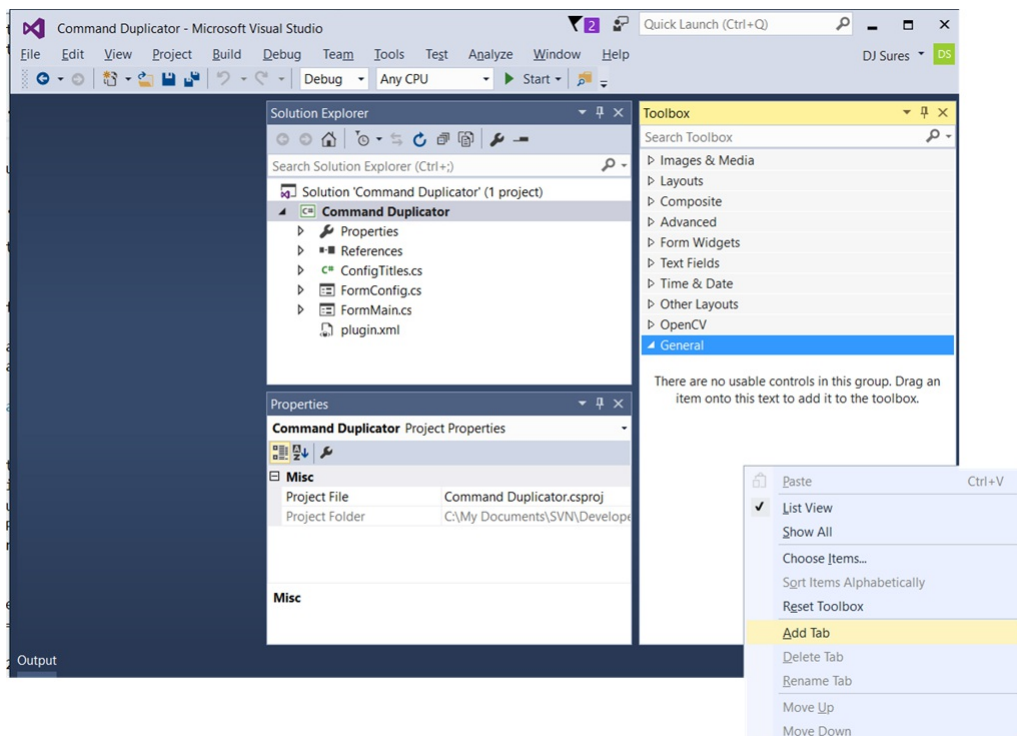 Command Duplicator - Microsoft Visual Studio
2
Quick Launch (Ctrl+Q)
File Edit View Project Build Debug Team Tools Test Analyze Window Help
DJ Sures DS
Debug Any CPU Start
Solution Explorer
Search Solution Explorer (Ctrl+;)
Solution 'Command Duplicator' (1 project)
C# Command Duplicator
Properties
References
C# ConfigTitles.cs
FormConfig.cs
FormMain.cs
plugin.xml
Properties
Command Duplicator Project Properties
Misc
Project File Command Duplicator.csproj
Project Folder C:\My Documents\SVN\Develope
Misc
Toolbox
Search Toolbox
Images & Media
Layouts
Composite
Advanced
Form Widgets
Text Fields
Time & Date
Other Layouts
OpenCV
General
There are no usable controls in this group. Drag an
item onto this text to add it to the toolbox.
Paste Ctrl+V
List View
Show All
Choose Items...
Sort Items Alphabetically
Reset Toolbox
Add Tab
Delete Tab
Rename Tab
Move Up
Move Down
Output